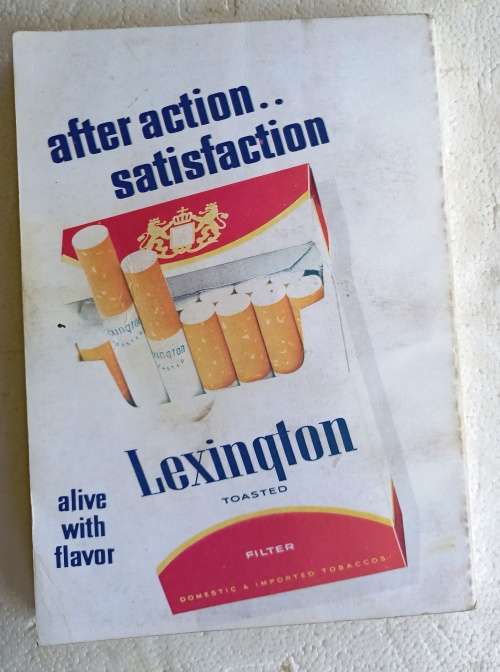 after action..
satisfaction
Lexington
TOASTED
alive
with
flavor
FILTER
DOMESTIC & IMPORTED TOBACCOS